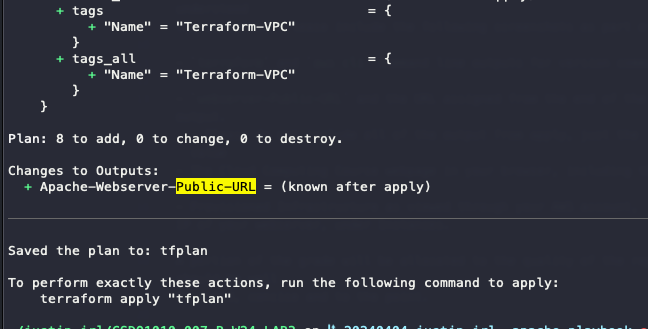 + tags = {
+ "Name" = "Terraform-VPC"
}
+ tags_all = {
+ "Name" = "Terraform-VPC"
}
}
Plan: 8 to add, 0 to change, 0 to destroy.
Changes to Outputs:
+ Apache-Webserver-Public-URL = (known after apply)
Saved the plan to: tfplan
To perform exactly these actions, run the following command to apply:
terraform apply "tfplan"